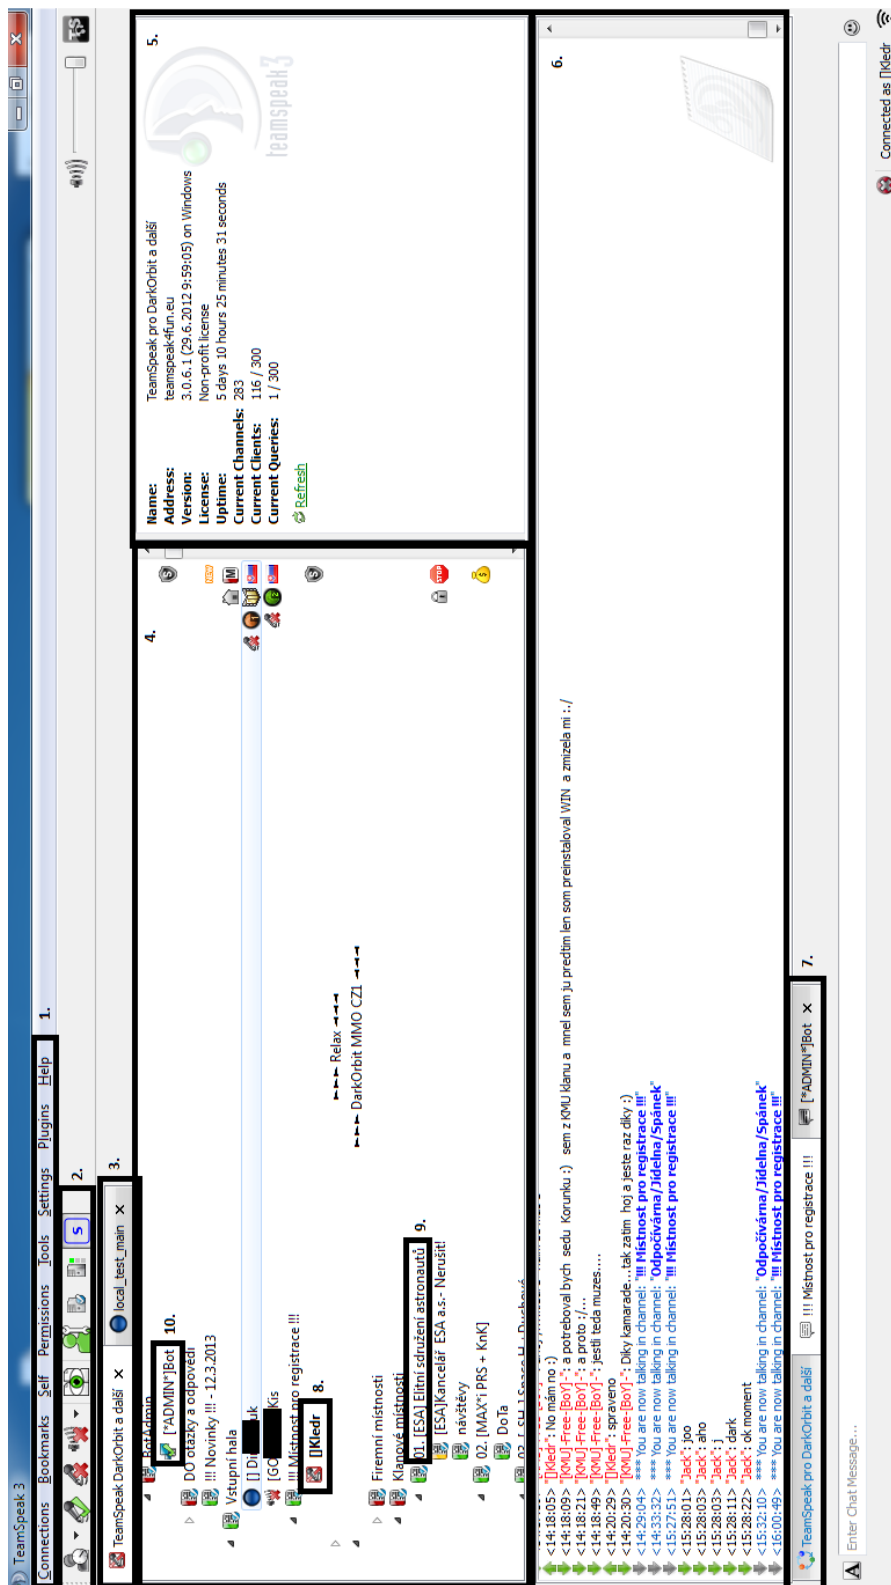 TeamSpeak 3
Connections Bookmarks Self Permissions Tools Settings Plugins Help
1.
2.
TeamSpeak DarkOrbit a další X
local_test_main X
3.
BotAdmin
[*ADMIN*]Bot
10.
DO otázky a odpovědi
!!! Novinky !!! - 12.3.2013
NEW
Vstupní hala
M
[] Di uk
[GO Kis
2
!!! Místnost pro registrace !!!
[]Kledr
8.
►►► Relax ◄◄◄
►►► DarkOrbit MMO CZ1 ◄◄◄
Firemní místnosti
Klanové místnosti
01. [ESA] Elitní sdružení astronautů
9.
[ESA]Kancelář ESA a.s.- Nerušit!
STOP
návštěvy
02. [MAX*i PRS + KnK]
DoTa
4.
5.
Name: TeamSpeak pro DarkOrbit a další
Address: teamspeak4fun.eu
Version: 3.0.6.1 (29.6.2012 9:59:05) on Windows
License: Non-profit license
Uptime: 5 days 10 hours 25 minutes 31 seconds
Current Channels: 283
Current Clients: 116 / 300
Current Queries: 1 / 300
Refresh
teamspeak3
6.
<14:18:05> "[]Kledr": No mám no :)
<14:18:09> "[KMU]-Free-[BoY]-": a potreboval bych sedu Korunku :) sem z KMU klanu a mnel sem ju predtim len som preinstaloval WIN a zmizela mi :./
<14:18:21> "[KMU]-Free-[BoY]-": a proto :/...
<14:18:49> "[KMU]-Free-[BoY]-": jestli teda muzes....
<14:20:29> "[]Kledr": spraveno
<14:20:30> "[KMU]-Free-[BoY]-": Diky kamarade...tak zatim hoj a jeste raz diky :)
<14:29:04> *** You are now talking in channel: "!!! Místnost pro registrace !!!"
<14:33:32> *** You are now talking in channel: "Odpočívárna/Jídelna/Spánek"
<15:27:51> *** You are now talking in channel: "!!! Místnost pro registrace !!!"
<15:28:01> "Jack": joo
<15:28:03> "Jack": aho
<15:28:03> "Jack": j
<15:28:11> "Jack": dark
<15:28:22> "Jack": ok moment
<15:32:10> *** You are now talking in channel: "Odpočívárna/Jídelna/Spánek"
<16:00:49> *** You are now talking in channel: "!!! Místnost pro registrace !!!"
TeamSpeak pro DarkOrbit a další
!!! Místnost pro registrace !!!
[*ADMIN*]Bot X
7.
Enter Chat Message...
Connected as []Kledr